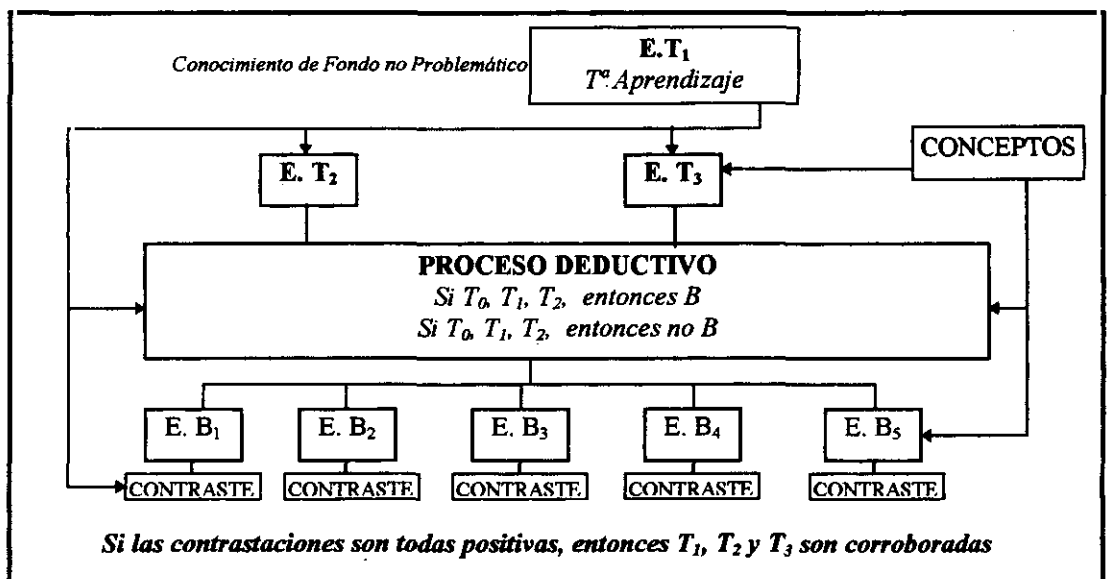 E.T₁
Conocimiento de Fondo no Problemático
Tª Aprendizaje
CONCEPTOS
E. T₂
E. T₃
PROCESO DEDUCTIVO
Si T₀, T₁, T₂, entonces B
Si T₀, T₁, T₂, entonces no B
E. B₁
E. B₂
E. B₃
E. B₄
E. B₅
CONTRASTE
CONTRASTE
CONTRASTE
CONTRASTE
CONTRASTE
Si las contrastaciones son todas positivas, entonces T₁, T₂ y T₃ son corroboradas